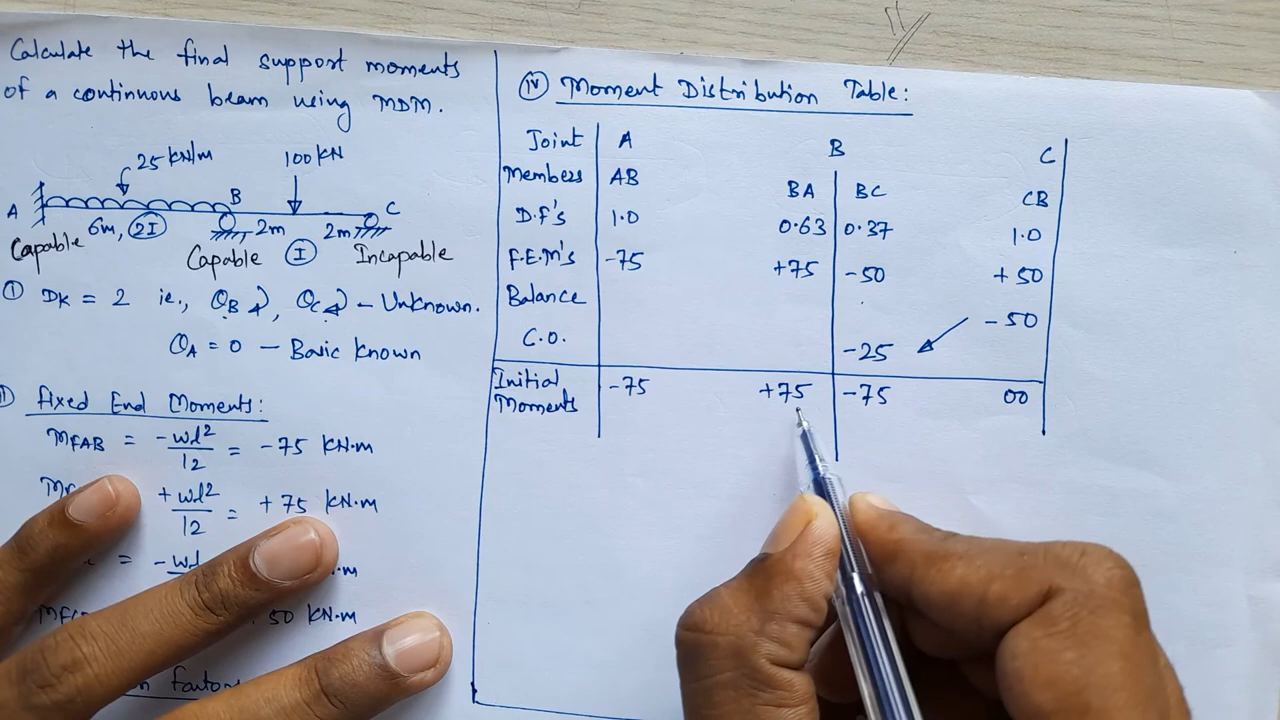 Calculate the final support moments
of a continuous beam using MDM.
25 KN/m
100 KN
A
B
C
6m, 2I
2m
2m
Capable
Capable
I
Incapable
I DK = 2 ie., θB, θC - Unknown.
θA = 0 - Basic known
Fixed End Moments:
MFAB = -wl²/12 = -75 KN.m
+wl²/12 = +75 KN.m
= 
50 KN.m
IV Moment Distribution Table:
Joint A B C
Members AB BA BC CB
D.F's 1.0 0.63 0.37 1.0
F.E.M's -75 +75 -50 +50
Balance -50
C.O. -25
Initial -75 +75 -75 00
Moments